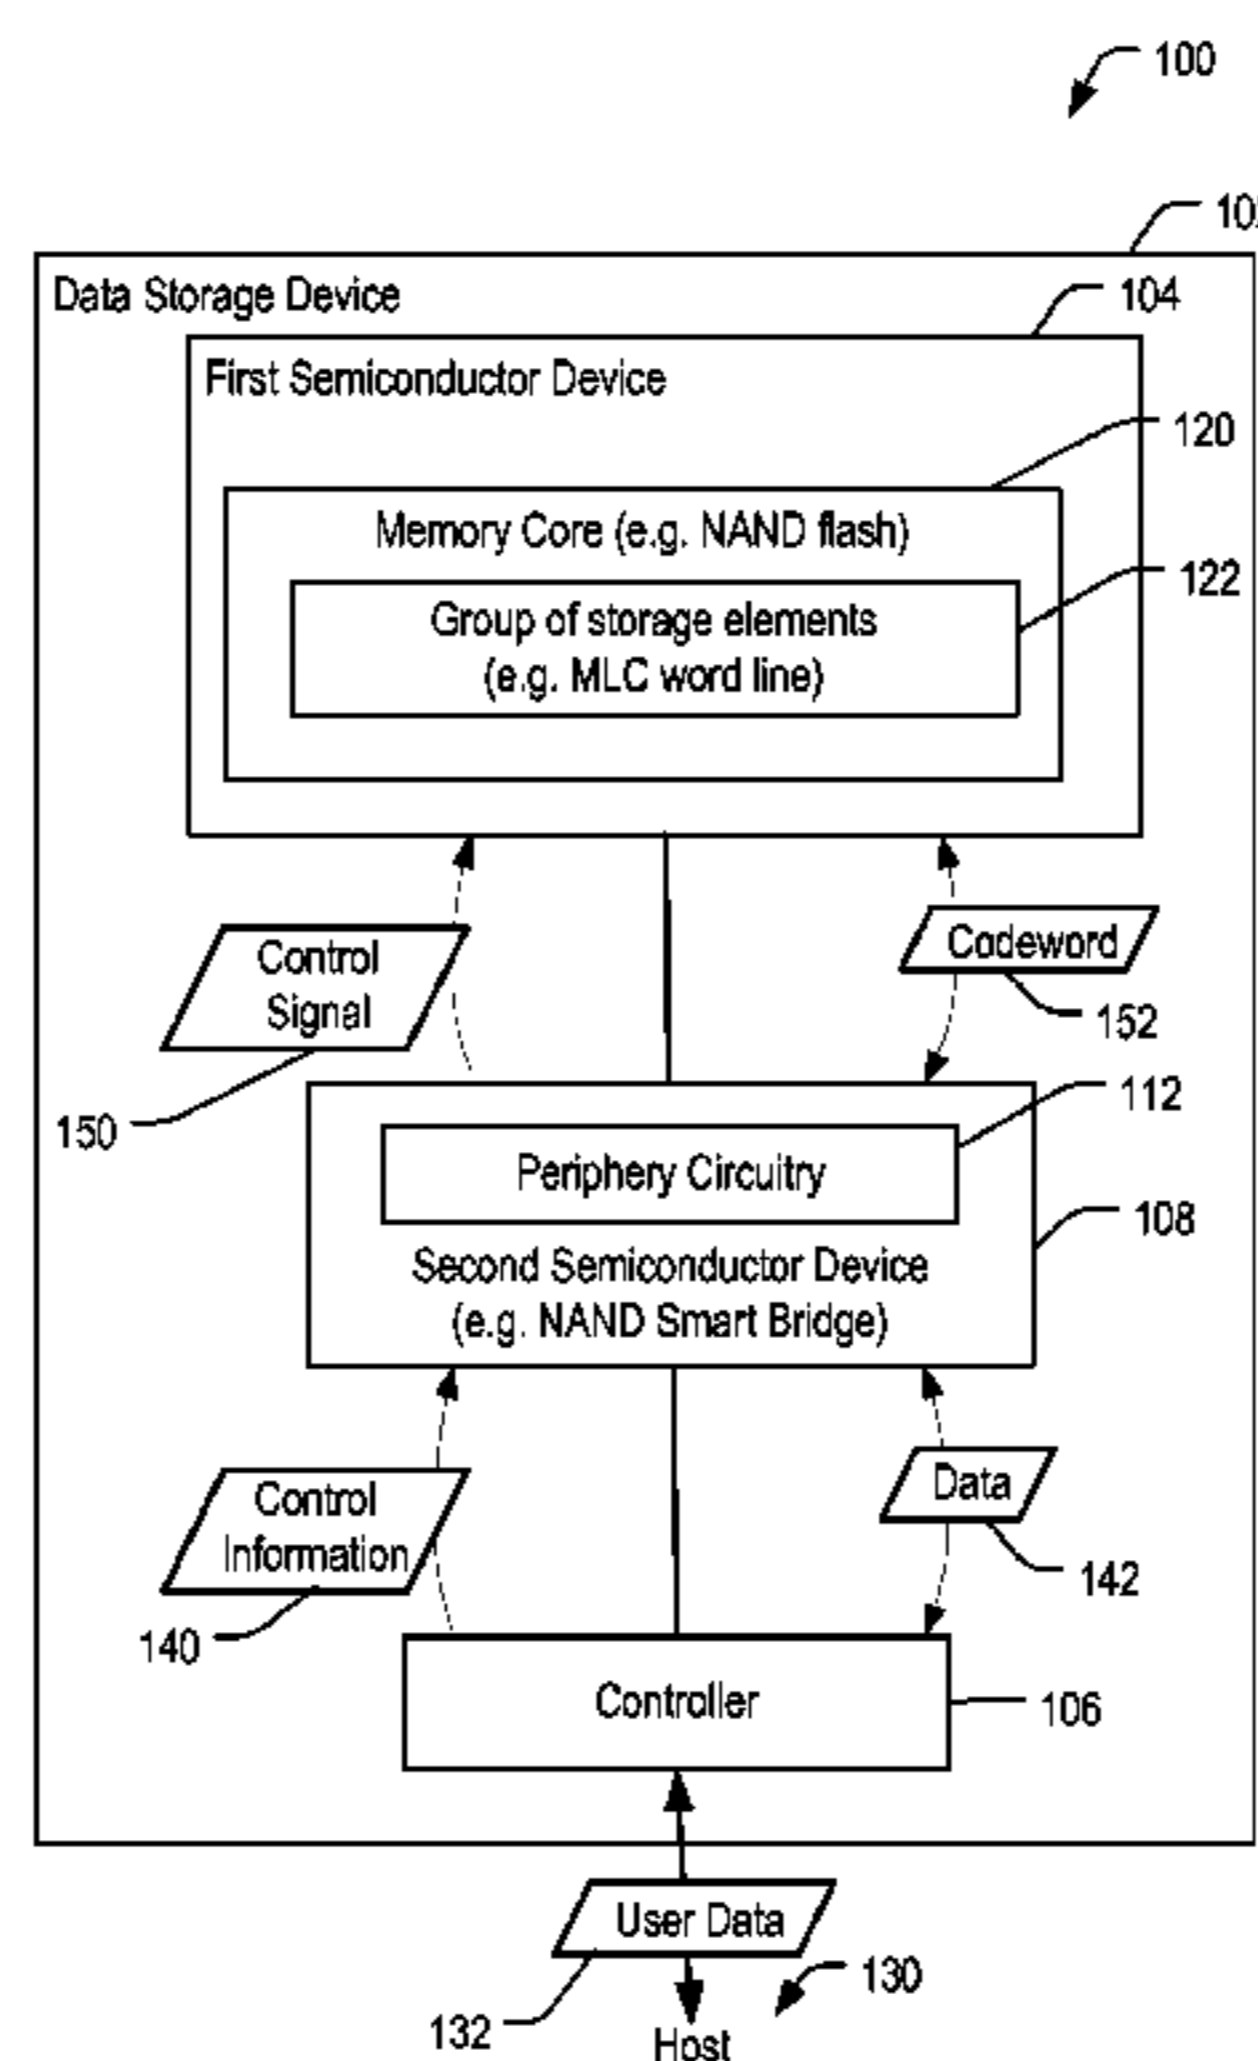 100
Data Storage Device
104
First Semiconductor Device
120
Memory Core (e.g. NAND flash)
122
Group of storage elements
(e.g. MLC word line)
Control
Signal
Codeword
152
150
112
Periphery Circuitry
108
Second Semiconductor Device
(e.g. NAND Smart Bridge)
Control
Information
Data
142
140
Controller
106
User Data
130
132
Host